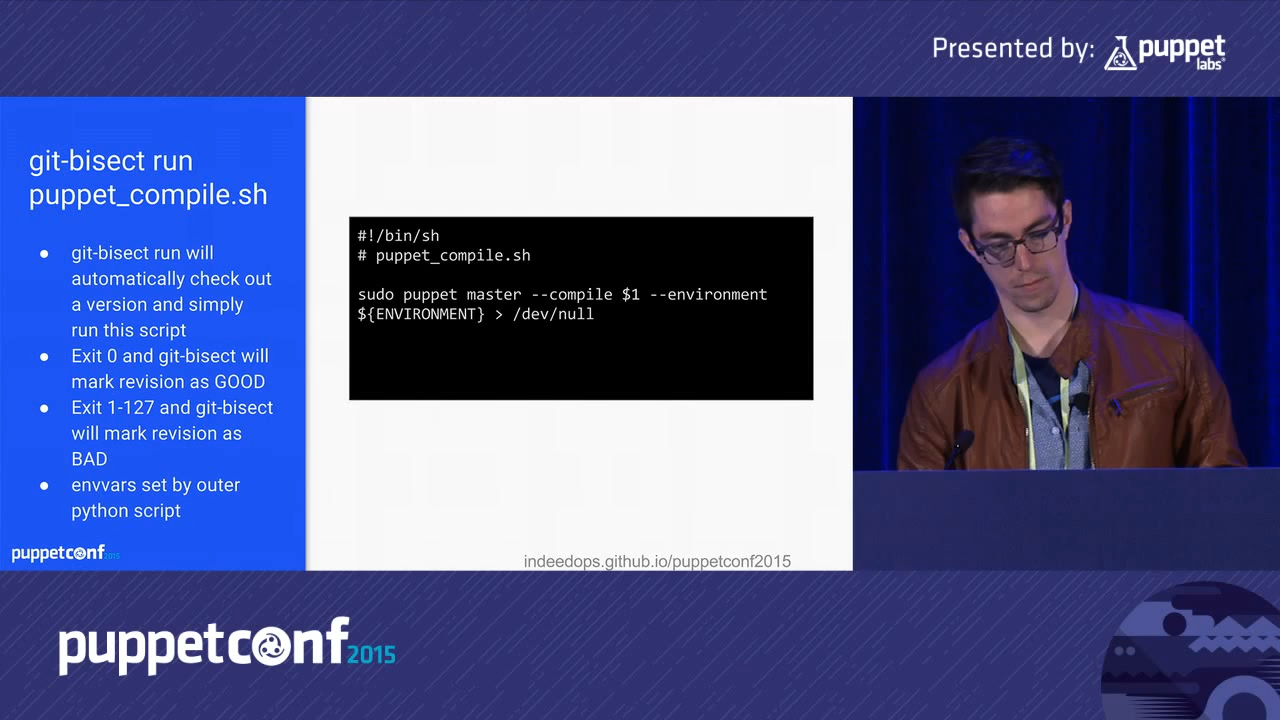 Presented by:
puppet
labs
git-bisect run
puppet_compile.sh
● git-bisect run will
automatically check out
a version and simply
run this script
● Exit 0 and git-bisect will
mark revision as GOOD
● Exit 1-127 and git-bisect
will mark revision as
BAD
● envvars set by outer
python script
puppetconf2015
#!/bin/sh
# puppet_compile.sh
sudo puppet master --compile $1 --environment
${ENVIRONMENT} > /dev/null
indeedops.github.io/puppetconf2015
puppetconf2015